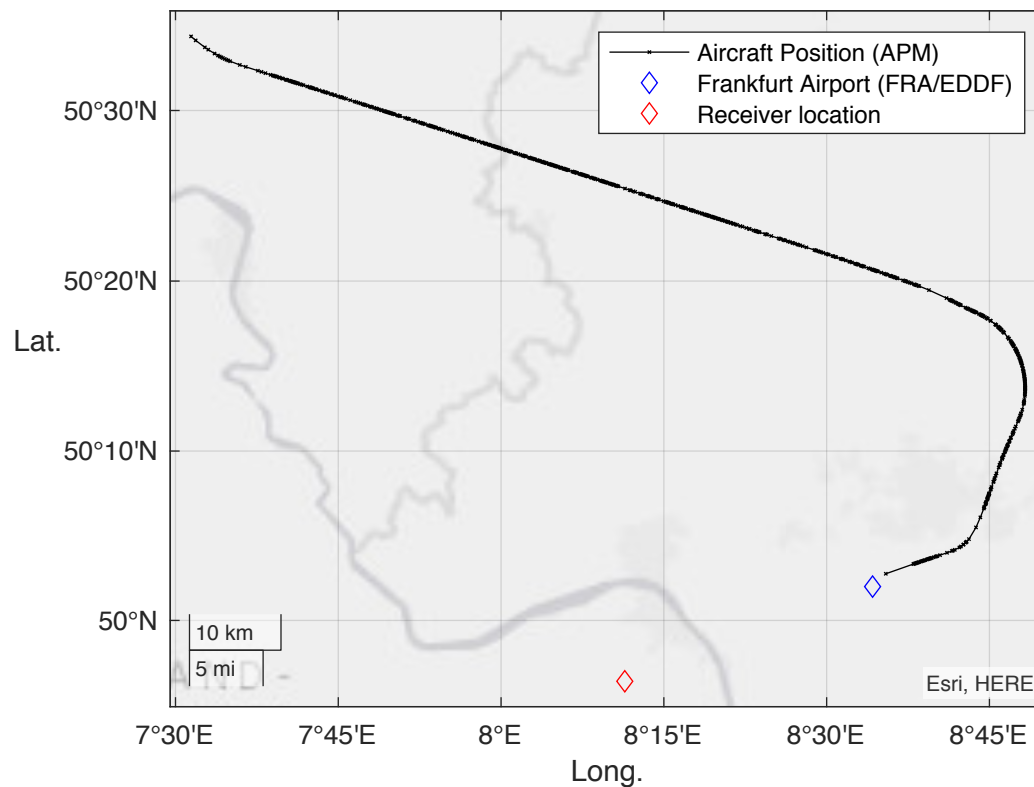 Aircraft Position (APM)
Frankfurt Airport (FRA/EDDF)
Receiver location
50°30'N
50°20'N
Lat.
50°10'N
50°N
10 km
5 mi
AND-
Esri, HERE
7°30'E
7°45'E
8°E
8°15'E
8°30'E
8°45'E
Long.